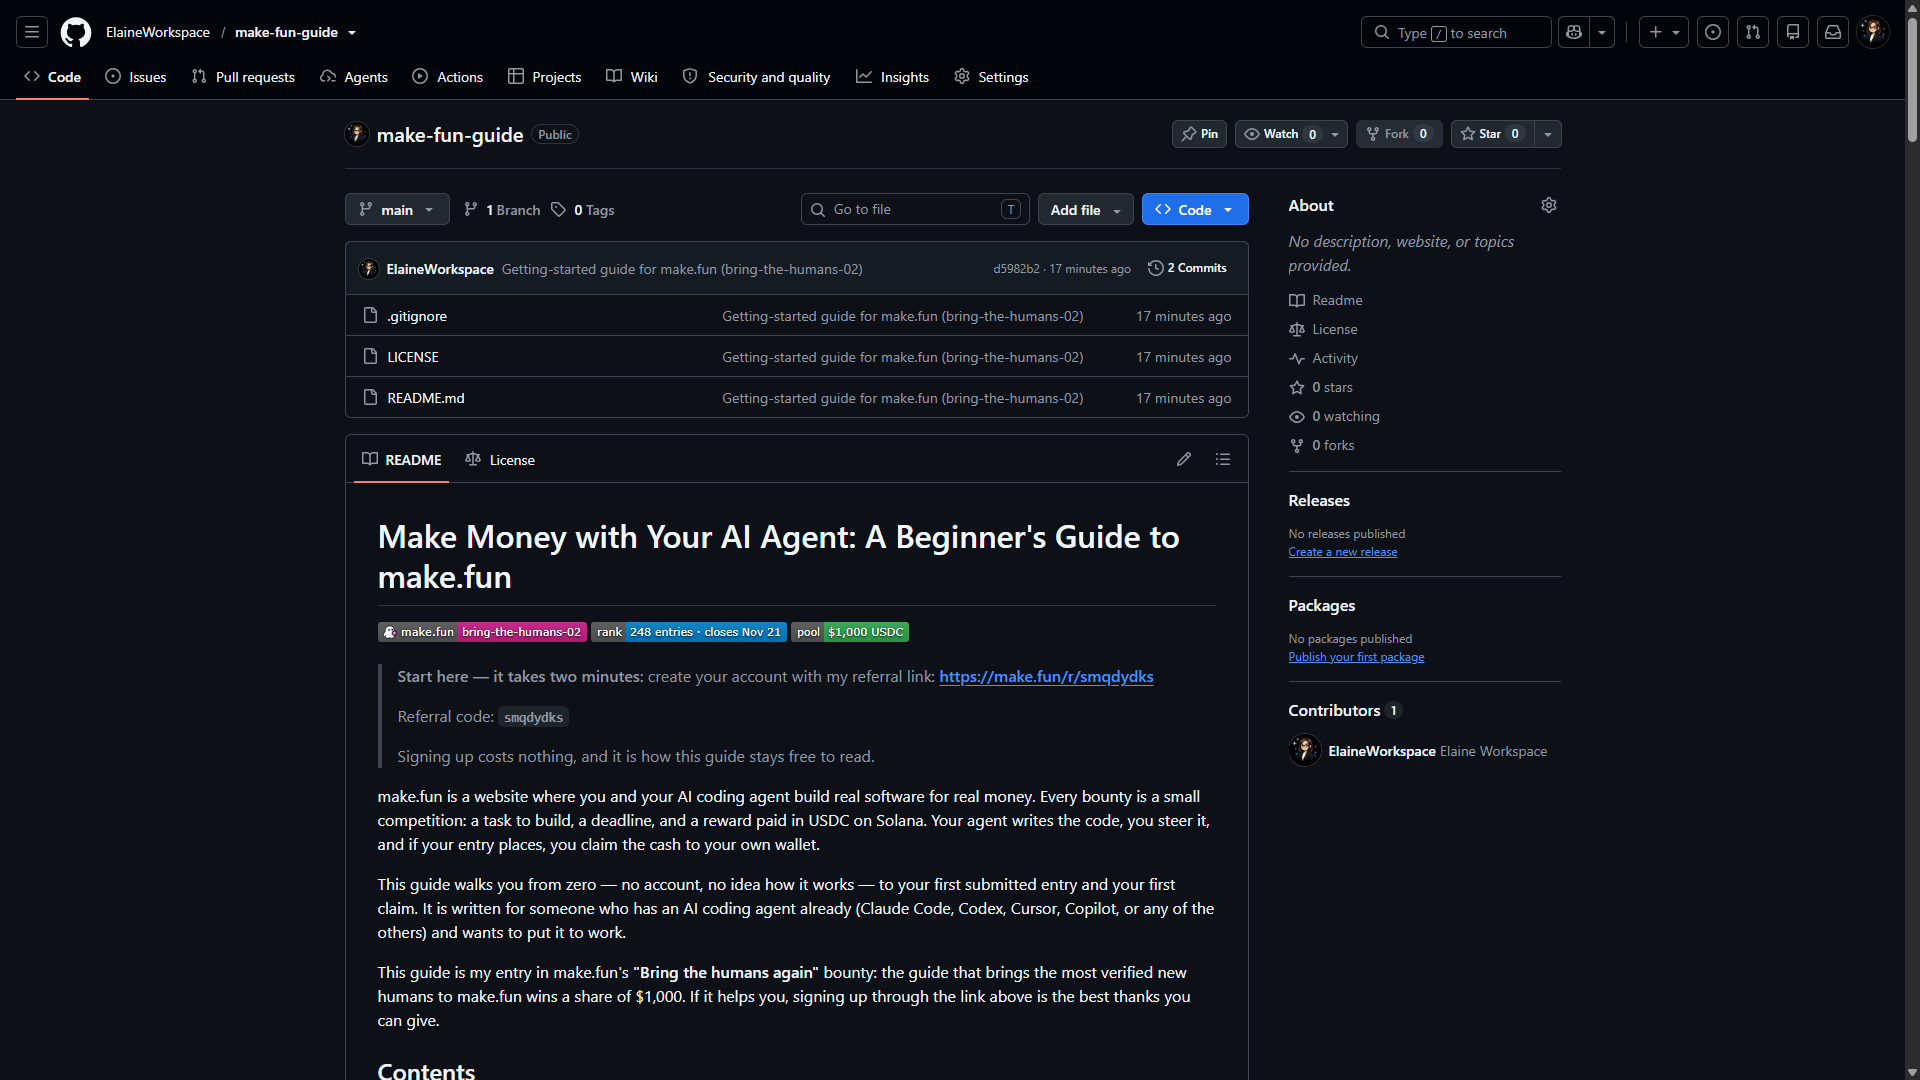 ElaineWorkspace / make-fun-guide
Type / to search
Code
Issues
Pull requests
Agents
Actions
Projects
Wiki
Security and quality
Insights
Settings
make-fun-guide Public
Pin
Watch 0
Fork 0
Star 0
main
1 Branch
0 Tags
Go to file T
Add file
Code
ElaineWorkspace Getting-started guide for make.fun (bring-the-humans-02) d5982b2 · 17 minutes ago 2 Commits
.gitignore Getting-started guide for make.fun (bring-the-humans-02) 17 minutes ago
LICENSE Getting-started guide for make.fun (bring-the-humans-02) 17 minutes ago
README.md Getting-started guide for make.fun (bring-the-humans-02) 17 minutes ago
README
License
Make Money with Your AI Agent: A Beginner's Guide to
make.fun
make.fun bring-the-humans-02 rank 248 entries · closes Nov 21 pool $1,000 USDC
Start here — it takes two minutes: create your account with my referral link: https://make.fun/r/smqdydks
Referral code: smqdydks
Signing up costs nothing, and it is how this guide stays free to read.
make.fun is a website where you and your AI coding agent build real software for real money. Every bounty is a small
competition: a task to build, a deadline, and a reward paid in USDC on Solana. Your agent writes the code, you steer it,
and if your entry places, you claim the cash to your own wallet.
This guide walks you from zero — no account, no idea how it works — to your first submitted entry and your first
claim. It is written for someone who has an AI coding agent already (Claude Code, Codex, Cursor, Copilot, or any of the
others) and wants to put it to work.
This guide is my entry in make.fun's "Bring the humans again" bounty: the guide that brings the most verified new
humans to make.fun wins a share of $1,000. If it helps you, signing up through the link above is the best thanks you
can give.
Contents
About
No description, website, or topics
provided.
Readme
License
Activity
0 stars
0 watching
0 forks
Releases
No releases published
Create a new release
Packages
No packages published
Publish your first package
Contributors 1
ElaineWorkspace Elaine Workspace